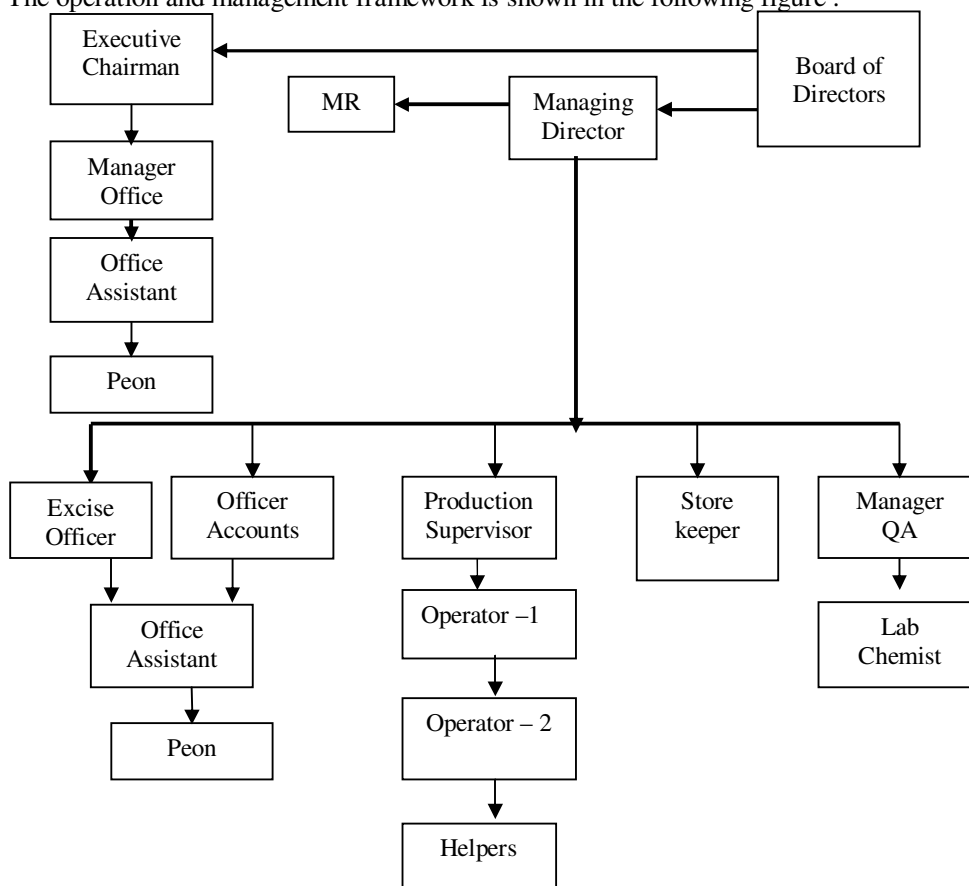 The operation and management framework is shown in the following figure :
Executive
Chairman
Board of
Directors
MR
Managing
Director
Manager
Office
Office
Assistant
Peon
Excise
Officer
Officer
Accounts
Production
Supervisor
Store
keeper
Manager
QA
Operator –1
Lab
Chemist
Office
Assistant
Operator – 2
Peon
Helpers